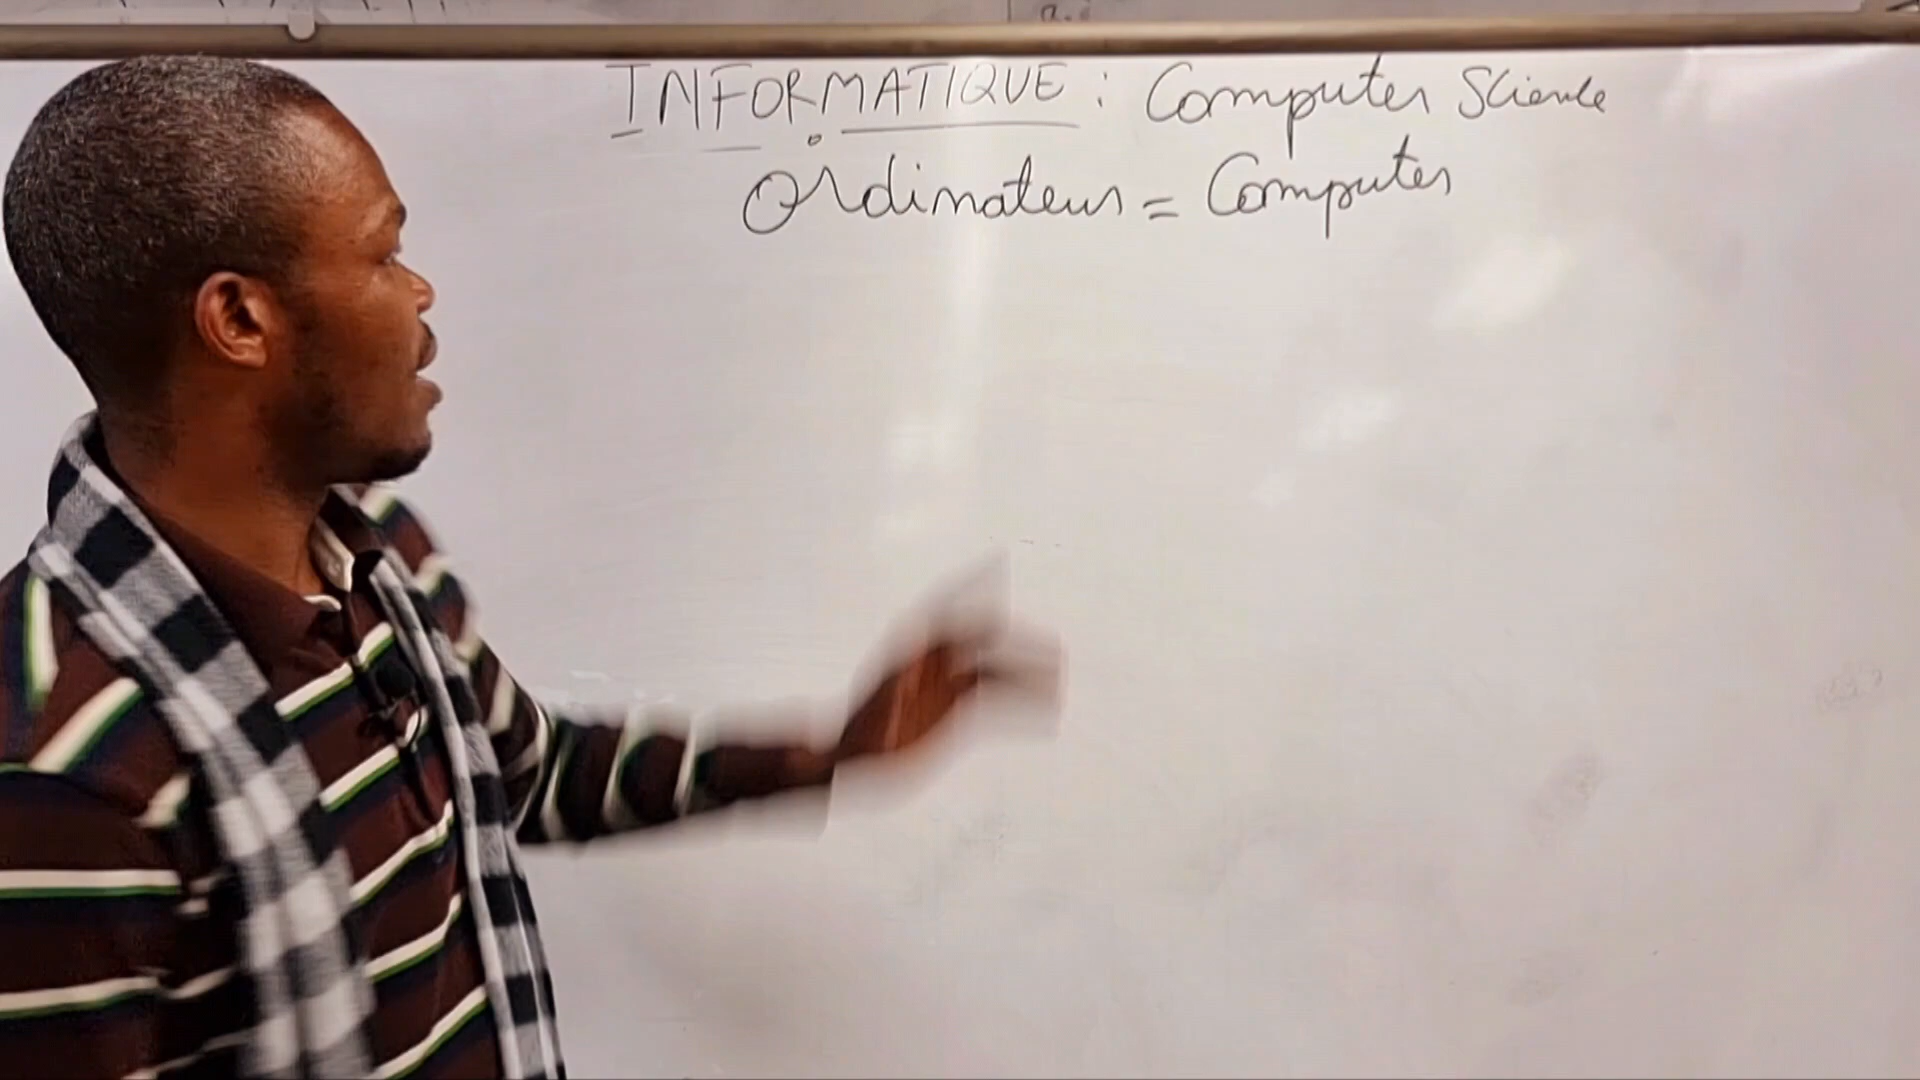 INFORMATIQUE : Computer Science
Ordinateur = Computer